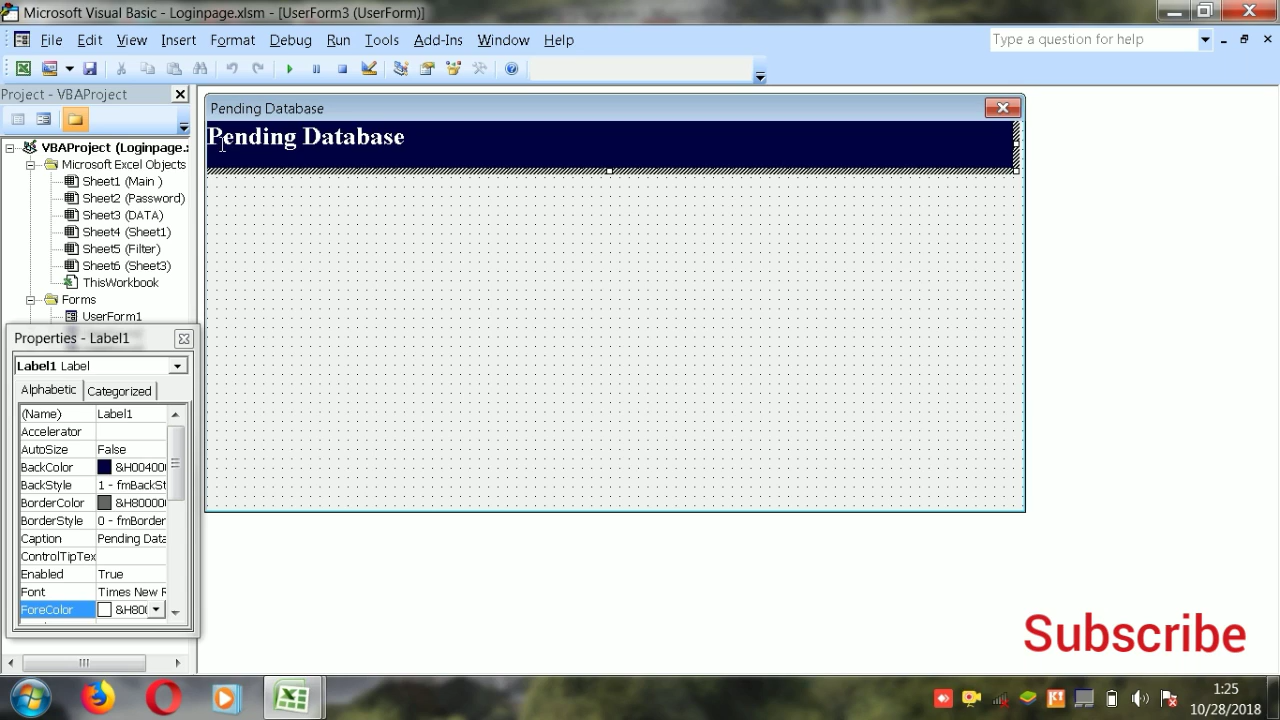 Microsoft Visual Basic - Loginpage.xlsm - [UserForm3 (UserForm)]
File Edit View Insert Format Debug Run Tools Add-Ins Window Help
Type a question for help
Project - VBAProject
VBAProject (Loginpage.x
Microsoft Excel Objects
Sheet1 (Main )
Sheet2 (Password)
Sheet3 (DATA)
Sheet4 (Sheet1)
Sheet5 (Filter)
Sheet6 (Sheet3)
ThisWorkbook
Forms
UserForm1
Properties - Label1
Label1 Label
Alphabetic Categorized
(Name) Label1
Accelerator
AutoSize False
BackColor &H00400
BackStyle 1 - fmBackSt
BorderColor &H80000
BorderStyle 0 - fmBorder
Caption Pending Data
ControlTipTex
Enabled True
Font Times New R
ForeColor &H80(
Pending Database
Pending Database
Subscribe
1:25
10/28/2018